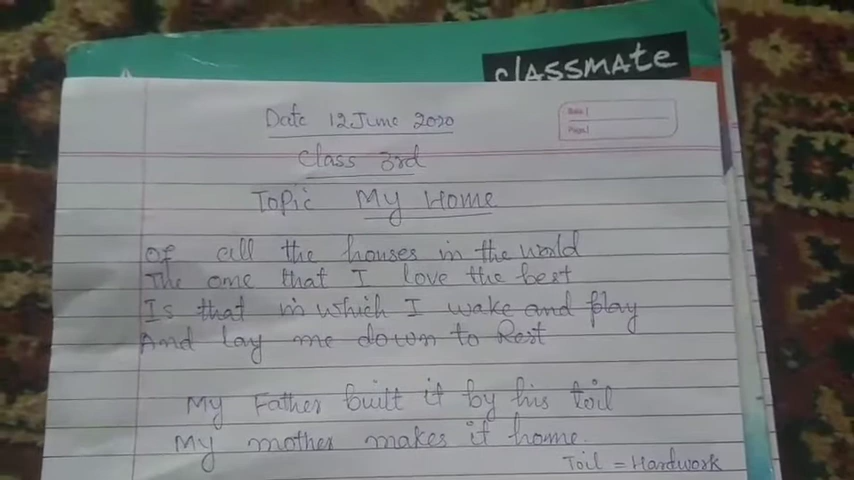 classmate
Date 12 June 2020
Date
Page
Class 3rd
Topic My Home
Of all the houses in the world
The one that I love the best
Is that in which I wake and play
And lay me down to Rest
My Father built it by his toil
My mother makes it home.
Toil = Hardwork